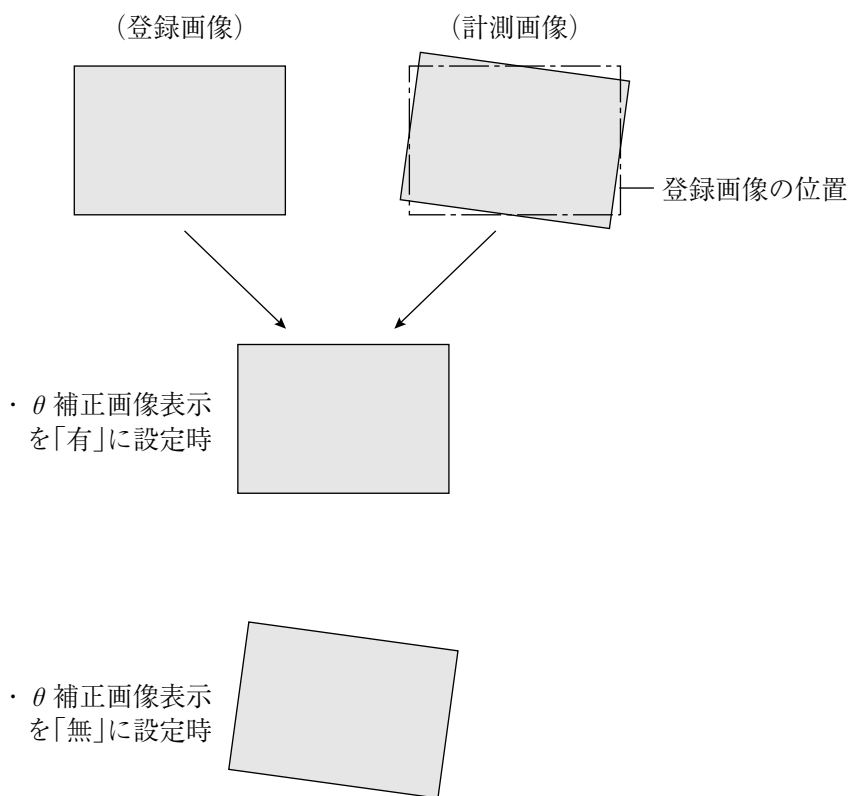 （登録画像）
（計測画像）
登録画像の位置
・θ補正画像表示
を「有」に設定時
・θ補正画像表示
を「無」に設定時